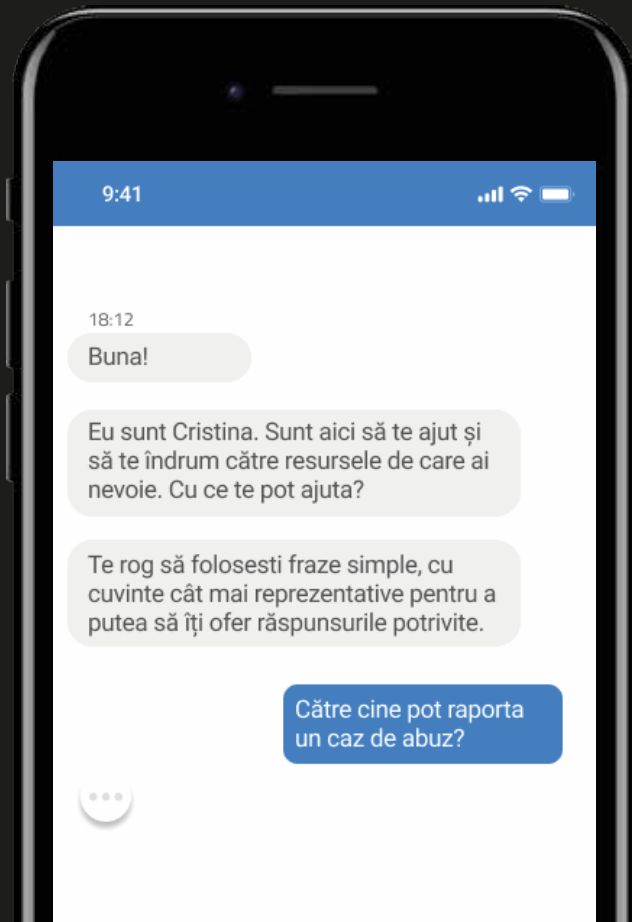 9:41
18:12
Buna!
Eu sunt Cristina. Sunt aici să te ajut și
să te îndrum către resursele de care ai
nevoie. Cu ce te pot ajuta?
Te rog să folosesti fraze simple, cu
cuvinte cât mai reprezentative pentru a
putea să îți ofer răspunsurile potrivite.
Către cine pot raporta
un caz de abuz?